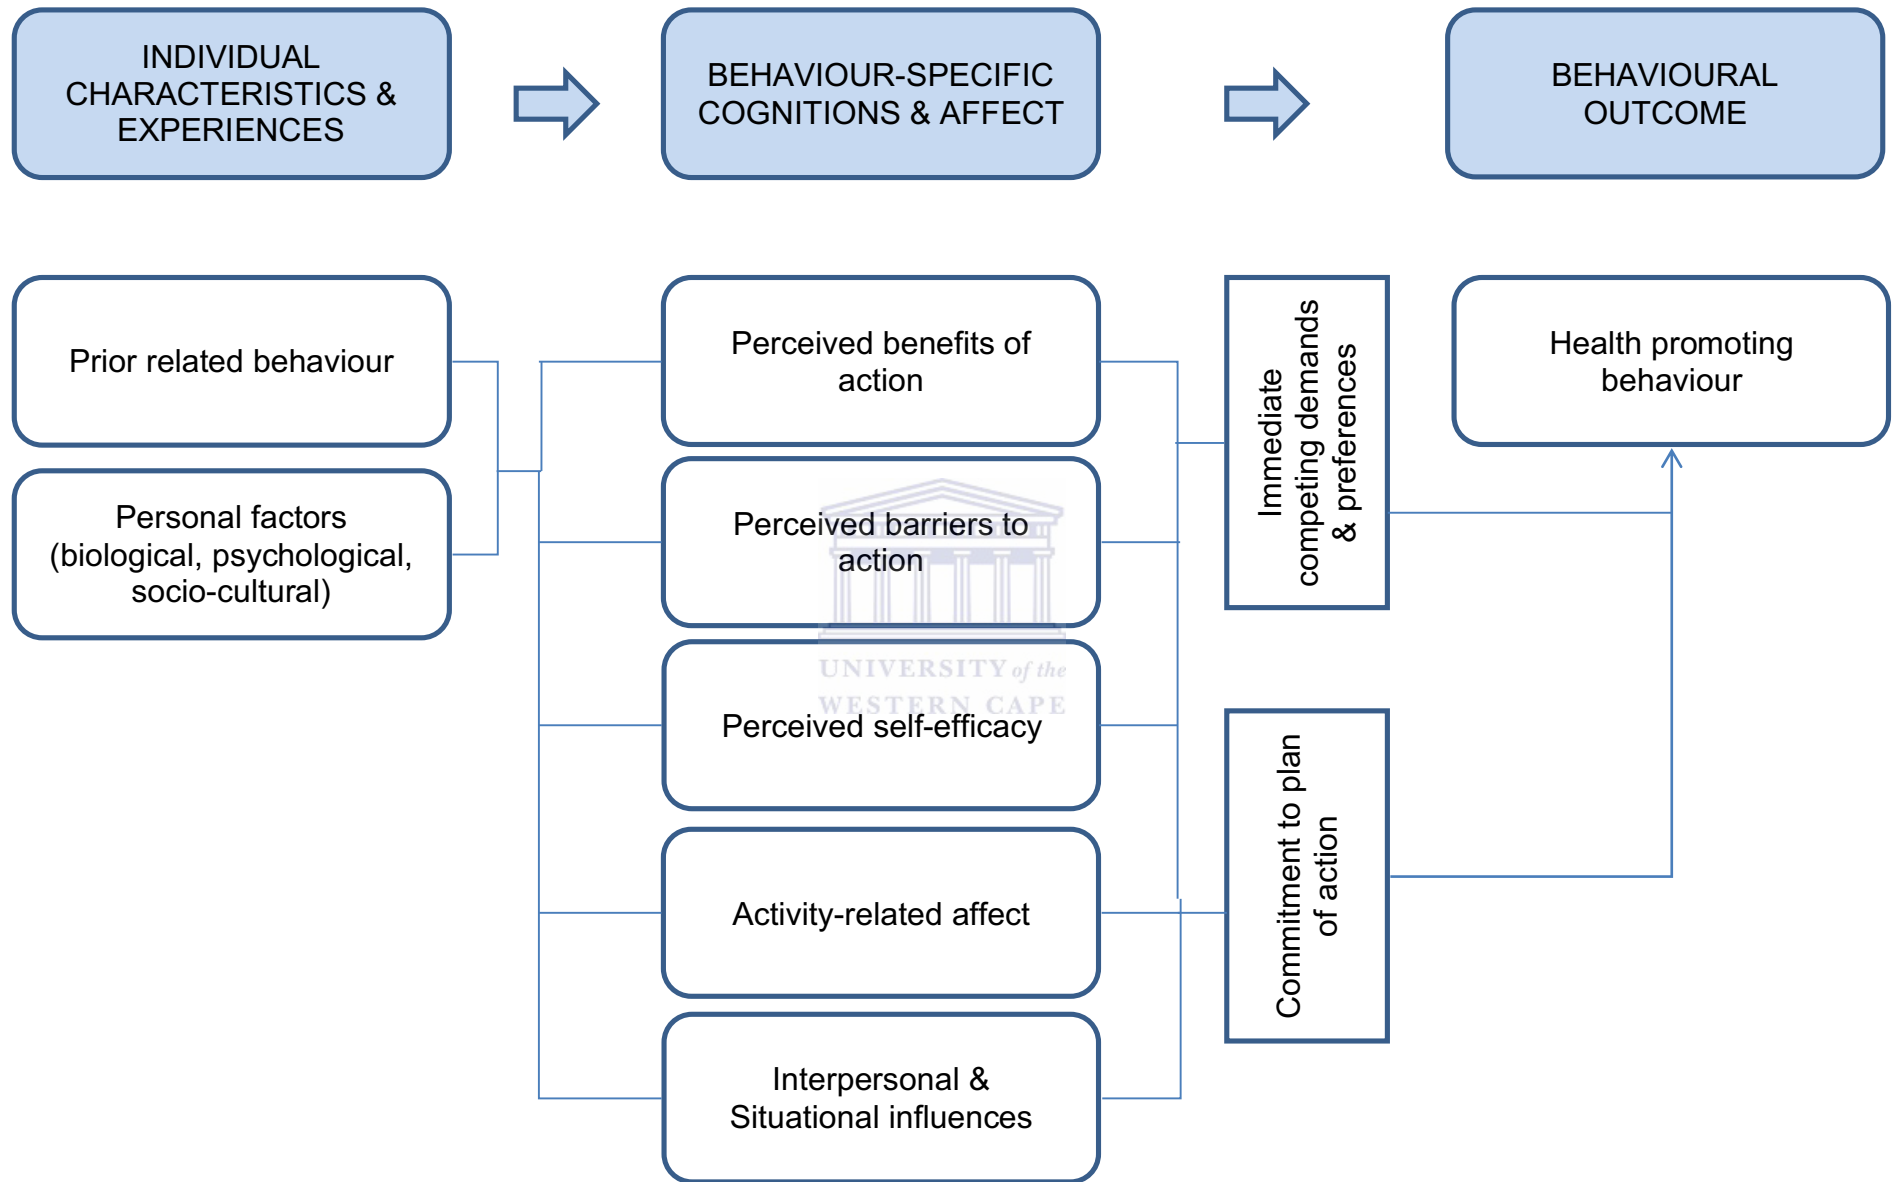 INDIVIDUAL
CHARACTERISTICS &
EXPERIENCES
BEHAVIOUR-SPECIFIC
COGNITIONS & AFFECT
BEHAVIOURAL
OUTCOME
Prior related behaviour
Personal factors
(biological, psychological,
socio-cultural)
Perceived benefits of
action
Perceived barriers to
action
UNIVERSITY of the
WESTERN CAPE
Perceived self-efficacy
Activity-related affect
Interpersonal &
Situational influences
Immediate
competing demands
& preferences
Commitment to plan
of action
Health promoting
behaviour